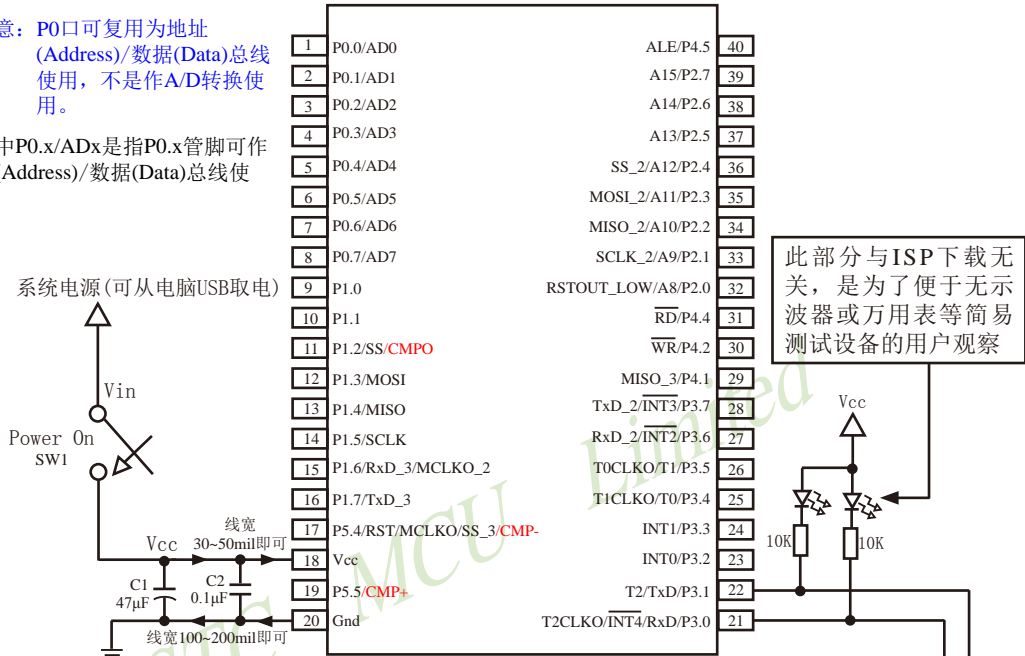 意：P0口可复用为地址
(Address)/数据(Data)总线
使用，不是作A/D转换使
用。
中P0.x/ADx是指P0.x管脚可作
(Address)/数据(Data)总线使
系统电源(可从电脑USB取电)
Vin
Power On
SW1
Vcc
线宽
30~50mil即可
C1
47μF
C2
0.1μF
线宽100~200mil即可
1 P0.0/AD0
2 P0.1/AD1
3 P0.2/AD2
4 P0.3/AD3
5 P0.4/AD4
6 P0.5/AD5
7 P0.6/AD6
8 P0.7/AD7
9 P1.0
10 P1.1
11 P1.2/SS/CMPO
12 P1.3/MOSI
13 P1.4/MISO
14 P1.5/SCLK
15 P1.6/RxD_3/MCLKO_2
16 P1.7/TxD_3
17 P5.4/RST/MCLKO/SS_3/CMP-
18 Vcc
19 P5.5/CMP+
20 Gnd
ALE/P4.5 40
A15/P2.7 39
A14/P2.6 38
A13/P2.5 37
SS_2/A12/P2.4 36
MOSI_2/A11/P2.3 35
MISO_2/A10/P2.2 34
SCLK_2/A9/P2.1 33
RSTOUT_LOW/A8/P2.0 32
RD/P4.4 31
WR/P4.2 30
MISO_3/P4.1 29
TxD_2/INT3/P3.7 28
RxD_2/INT2/P3.6 27
T0CLKO/T1/P3.5 26
T1CLKO/T0/P3.4 25
INT1/P3.3 24
INT0/P3.2 23
T2/TxD/P3.1 22
T2CLKO/INT4/RxD/P3.0 21
此部分与ISP下载无
关，是为了便于无示
波器或万用表等简易
测试设备的用户观察
Vcc
10K
10K
STC MCU Limited